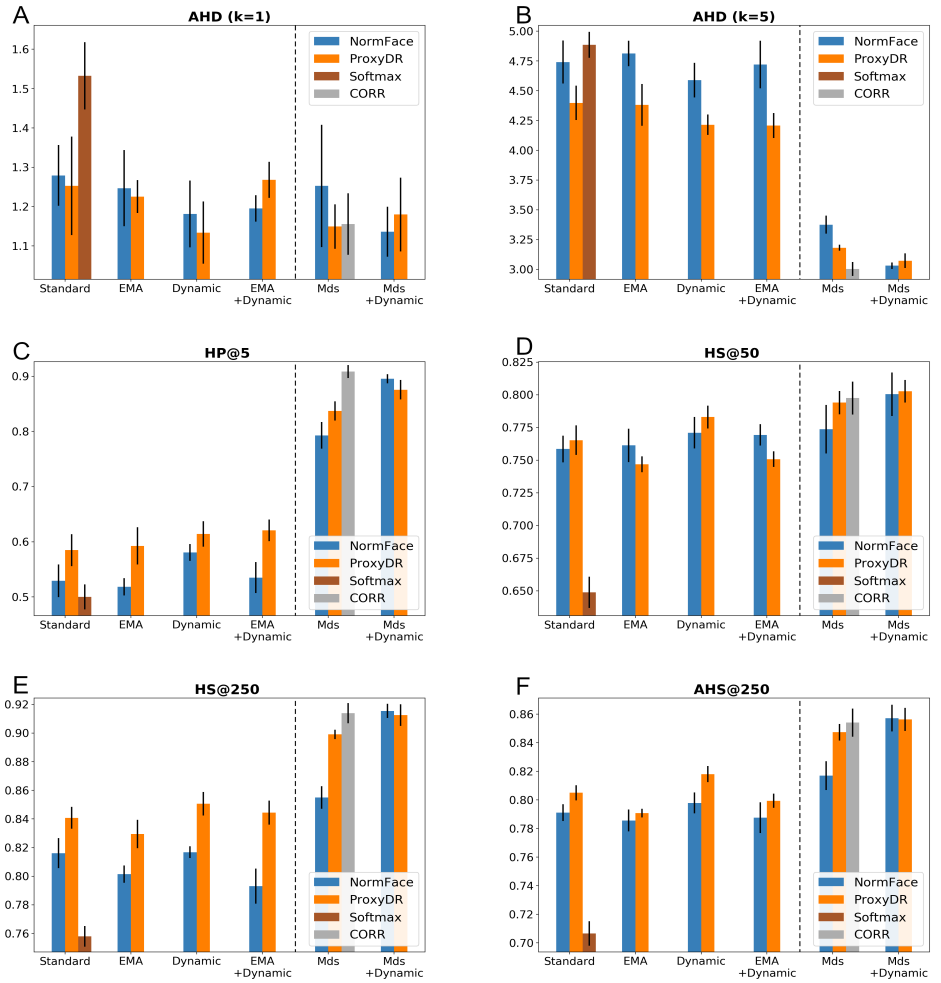 A
AHD (k=1)
1.6
1.5
1.4
1.3
1.2
1.1
NormFace
ProxyDR
Softmax
CORR
Standard EMA Dynamic EMA Mds Mds
+Dynamic +Dynamic
B
AHD (k=5)
5.00
4.75
4.50
4.25
4.00
3.75
3.50
3.25
3.00
NormFace
ProxyDR
Softmax
CORR
Standard EMA Dynamic EMA Mds Mds
+Dynamic +Dynamic
C
HP@5
0.9
0.8
0.7
0.6
0.5
NormFace
ProxyDR
Softmax
CORR
Standard EMA Dynamic EMA Mds Mds
+Dynamic +Dynamic
D
HS@50
0.825
0.800
0.775
0.750
0.725
0.700
0.675
0.650
NormFace
ProxyDR
Softmax
CORR
Standard EMA Dynamic EMA Mds Mds
+Dynamic +Dynamic
E
HS@250
0.92
0.90
0.88
0.86
0.84
0.82
0.80
0.78
0.76
NormFace
ProxyDR
Softmax
CORR
Standard EMA Dynamic EMA Mds Mds
+Dynamic +Dynamic
F
AHS@250
0.86
0.84
0.82
0.80
0.78
0.76
0.74
0.72
0.70
NormFace
ProxyDR
Softmax
CORR
Standard EMA Dynamic EMA Mds Mds
+Dynamic +Dynamic